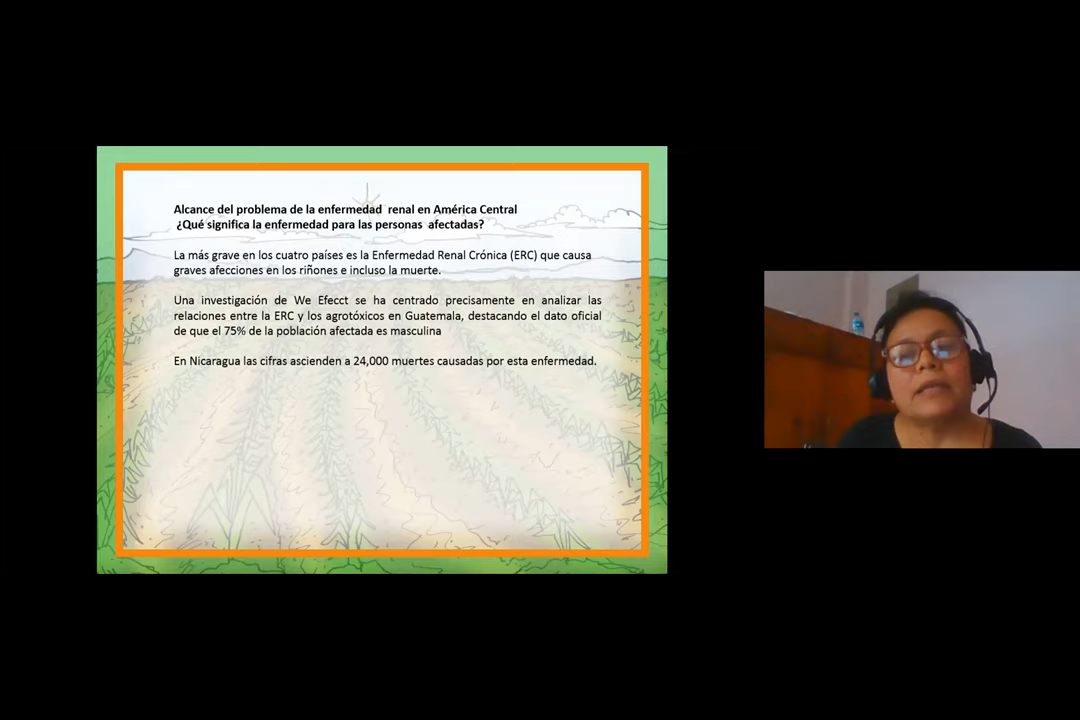 Alcance del problema de la enfermedad renal en América Central
¿Qué significa la enfermedad para las personas afectadas?
La más grave en los cuatro países es la Enfermedad Renal Crónica (ERC) que causa
graves afecciones en los riñones e incluso la muerte.
Una investigación de We Efecct se ha centrado precisamente en analizar las
relaciones entre la ERC y los agrotóxicos en Guatemala, destacando el dato oficial
de que el 75% de la población afectada es masculina
En Nicaragua las cifras ascienden a 24,000 muertes causadas por esta enfermedad.